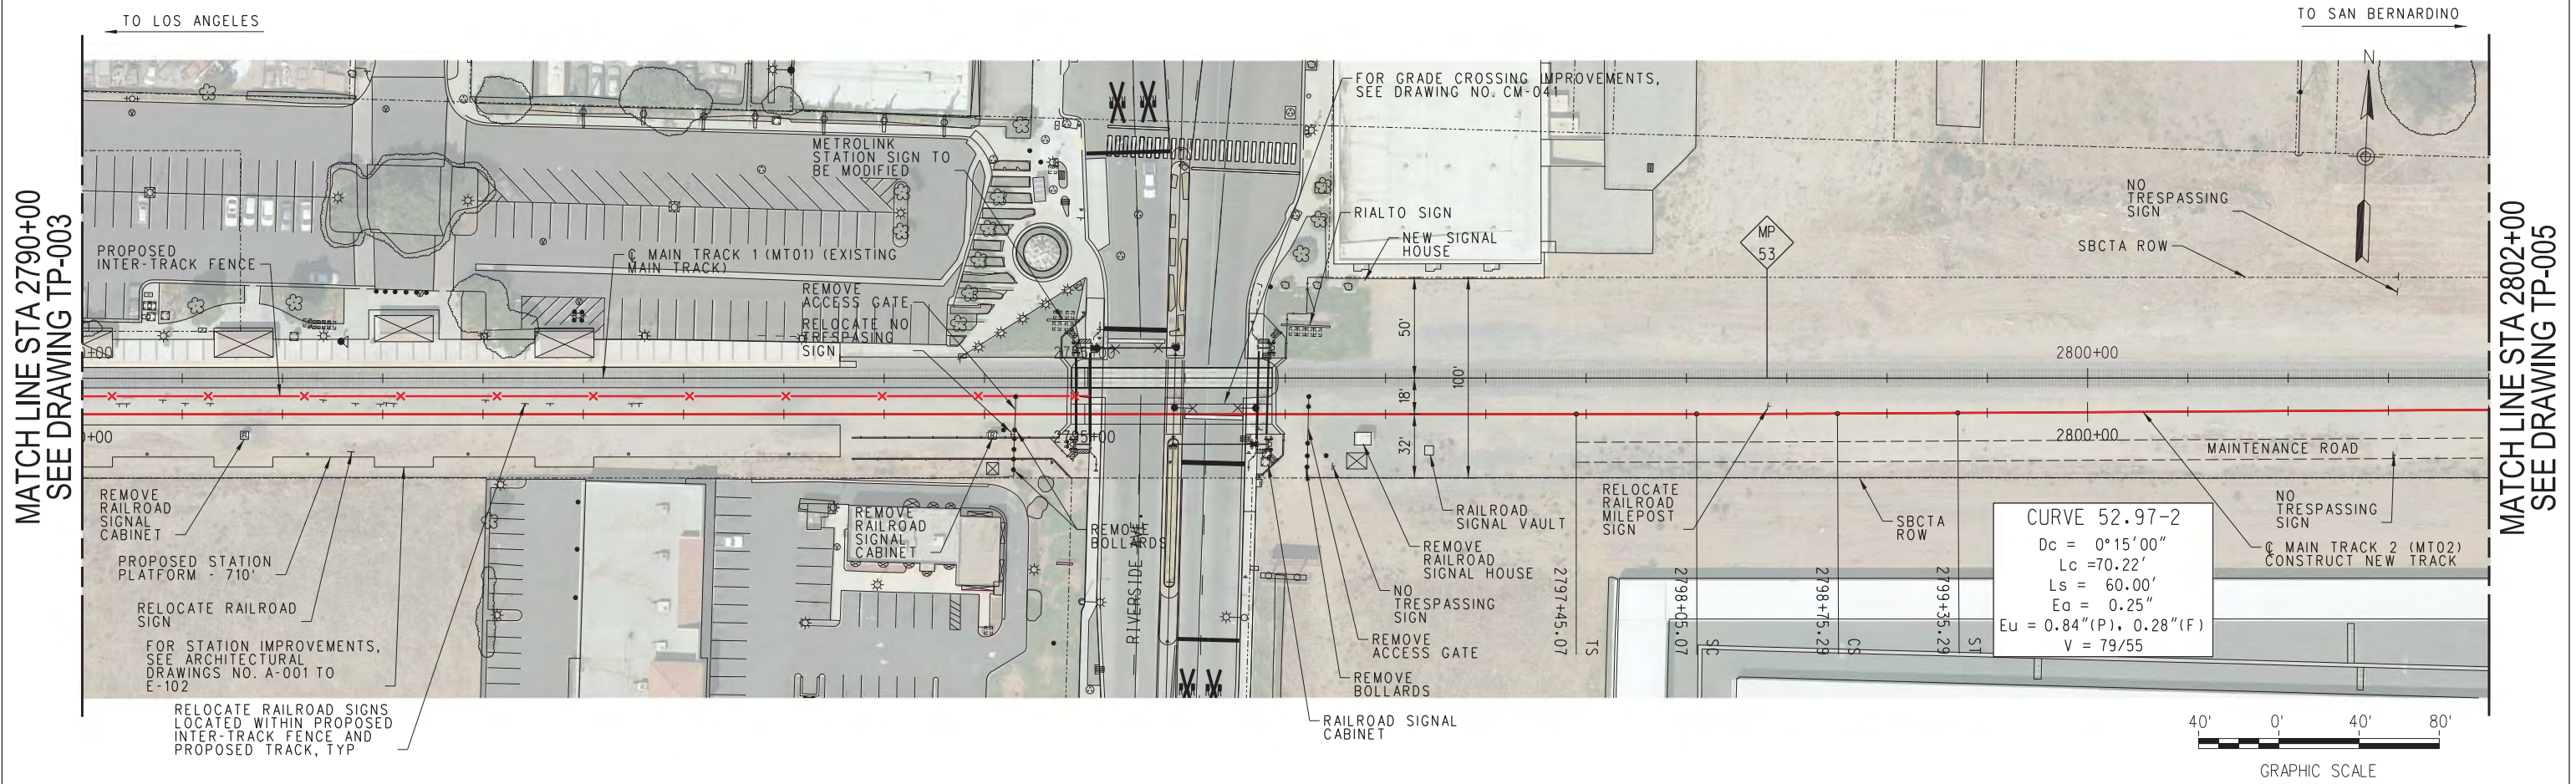 TO LOS ANGELES
TO SAN BERNARDINO
MATCH LINE STA 2790+00
SEE DRAWING TP-003
N
FOR GRADE CROSSING IMPROVEMENTS,
SEE DRAWING NO. CM-041
METROLINK
STATION SIGN TO
BE MODIFIED
NO
TRESPASSING
SIGN
RIALTO SIGN
NEW SIGNAL
HOUSE
MP
53
SBCTA ROW
PROPOSED
INTER-TRACK FENCE
℄ MAIN TRACK 1 (MT01) (EXISTING
MAIN TRACK)
REMOVE
ACCESS GATE
RELOCATE NO
TRESPASING
SIGN
50'
100'
18'
32'
+00
2795+00
2800+00
+00
2795+00
2800+00
MAINTENANCE ROAD
REMOVE
RAILROAD
SIGNAL
CABINET
PROPOSED STATION
PLATFORM - 710'
RELOCATE RAILROAD
SIGN
FOR STATION IMPROVEMENTS,
SEE ARCHITECTURAL
DRAWINGS NO. A-001 TO
E-102
RELOCATE RAILROAD SIGNS
LOCATED WITHIN PROPOSED
INTER-TRACK FENCE AND
PROPOSED TRACK, TYP
REMOVE
RAILROAD
SIGNAL
CABINET
REMOVE
BOLLARDS
RIVERSIDE AVE.
RAILROAD
SIGNAL VAULT
REMOVE
RAILROAD
SIGNAL HOUSE
NO
TRESPASSING
SIGN
REMOVE
ACCESS GATE
REMOVE
BOLLARDS
RAILROAD SIGNAL
CABINET
RELOCATE
RAILROAD
MILEPOST
SIGN
SBCTA
ROW
NO
TRESPASSING
SIGN
℄ MAIN TRACK 2 (MT02)
CONSTRUCT NEW TRACK
2797+45.07 TS
2798+05.07 SC
2798+75.29 CS
2799+35.29 ST
CURVE 52.97-2
Dc = 0°15'00"
Lc =70.22'
Ls = 60.00'
Ea = 0.25"
Eu = 0.84"(P), 0.28"(F)
V = 79/55
MATCH LINE STA 2802+00
SEE DRAWING TP-005
40' 0' 40' 80'
GRAPHIC SCALE